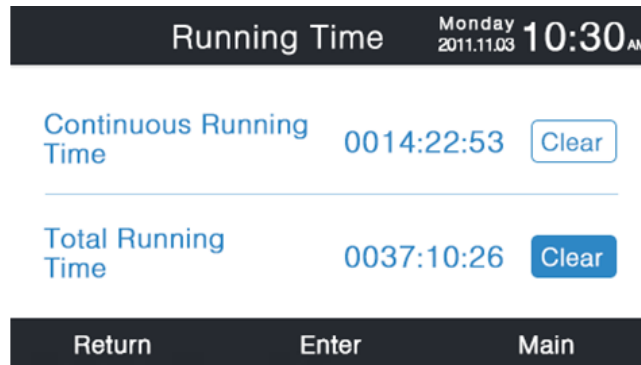 Running Time
Monday
2011.11.03
10:30 AM
Continuous Running
Time
0014:22:53
Clear
Total Running
Time
0037:10:26
Clear
Return
Enter
Main